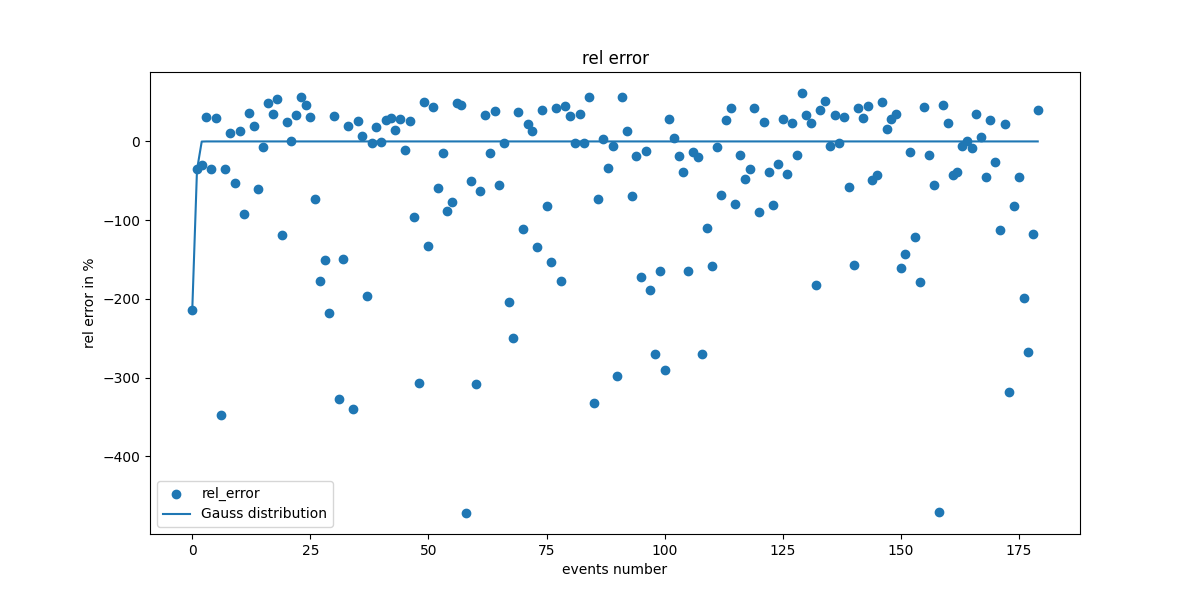 rel error
rel error in %
0
−100
−200
−300
−400
rel_error
Gauss distribution
0 25 50 75 100 125 150 175
events number